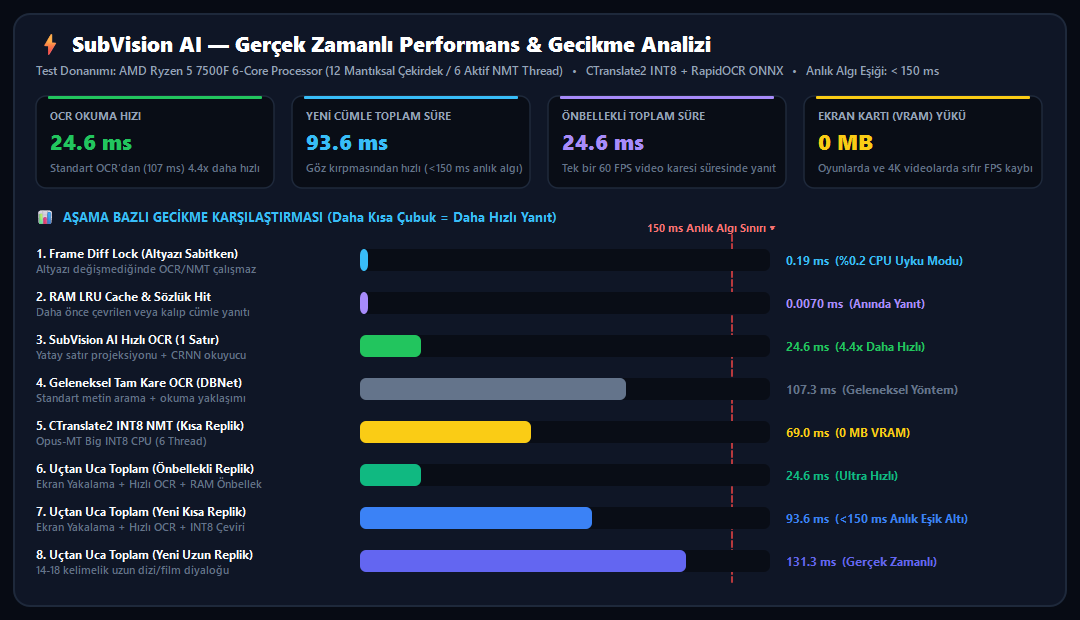 ⚡ SubVision AI — Gerçek Zamanlı Performans & Gecikme Analizi
Test Donanımı: AMD Ryzen 5 7500F 6-Core Processor (12 Mantıksal Çekirdek / 6 Aktif NMT Thread) • CTranslate2 INT8 + RapidOCR ONNX • Anlık Algı Eşiği: < 150 ms
OCR OKUMA HIZI
24.6 ms
Standart OCR'dan (107 ms) 4.4x daha hızlı
YENİ CÜMLE TOPLAM SÜRE
93.6 ms
Göz kırpmasından hızlı (<150 ms anlık algı)
ÖNBELLEKLİ TOPLAM SÜRE
24.6 ms
Tek bir 60 FPS video karesi süresinde yanıt
EKRAN KARTI (VRAM) YÜKÜ
0 MB
Oyunlarda ve 4K videolarda sıfır FPS kaybı
📊 AŞAMA BAZLI GECİKME KARŞILAŞTIRMASI (Daha Kısa Çubuk = Daha Hızlı Yanıt)
150 ms Anlık Algı Sınırı ▾
1. Frame Diff Lock (Altyazı Sabitken)
Altyazı değişmediğinde OCR/NMT çalışmaz
0.19 ms (%0.2 CPU Uyku Modu)
2. RAM LRU Cache & Sözlük Hit
Daha önce çevrilen veya kalıp cümle yanıtı
0.0070 ms (Anında Yanıt)
3. SubVision AI Hızlı OCR (1 Satır)
Yatay satır projeksiyonu + CRNN okuyucu
24.6 ms (4.4x Daha Hızlı)
4. Geleneksel Tam Kare OCR (DBNet)
Standart metin arama + okuma yaklaşımı
107.3 ms (Geleneksel Yöntem)
5. CTranslate2 INT8 NMT (Kısa Replik)
Opus-MT Big INT8 CPU (6 Thread)
69.0 ms (0 MB VRAM)
6. Uçtan Uca Toplam (Önbellekli Replik)
Ekran Yakalama + Hızlı OCR + RAM Önbellek
24.6 ms (Ultra Hızlı)
7. Uçtan Uca Toplam (Yeni Kısa Replik)
Ekran Yakalama + Hızlı OCR + INT8 Çeviri
93.6 ms (<150 ms Anlık Eşik Altı)
8. Uçtan Uca Toplam (Yeni Uzun Replik)
14-18 kelimelik uzun dizi/film diyaloğu
131.3 ms (Gerçek Zamanlı)